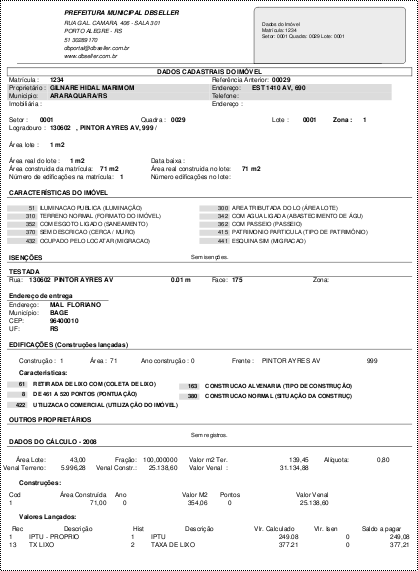 PREFEITURA MUNICIPAL DBSELLER
RUA GAL. CAMARA, 406 - SALA 301
PORTO ALEGRE - RS
51 30289170
dbportal@dbseller.com.br
www.dbseller.com.br
Dados do Imóvel
Matricula: 1234
Setor: 0001 Quadra: 0029 Lote: 0001
DADOS CADASTRAIS DO IMÓVEL
Matrícula : 1234 Referência Anterior: 00029
Proprietário : GILNARE HIDAL MARIMOM Endereço: EST 1410 AV, 690
Município: ARARAQUARA/RS Telefone:
Imobiliária : Endereço :
Setor : 0001 Quadra : 0029 Lote : 0001 Zona : 1
Logradouro : 130602 , PINTOR AYRES AV, 999 /
Área lote : 1 m2
Área real do lote : 1 m2 Data baixa :
Área construída da matrícula: 71 m2 Área real construída no lote: 71 m2
Número de edificações na matrícula: 1 Número edificações no lote:
CARACTERÍSTICAS DO IMÓVEL
51 ILUMINACAO PUBLICA (ILUMINAÇÃO) 300 AREA TRIBUTADA DO LO (ÁREA LOTE)
310 TERRENO NORMAL (FORMATO DO IMÓVEL) 342 COM AGUA LIGADA (ABASTECIMENTO DE ÁGU)
352 COM ESGOTO LIGADO (SANEAMENTO) 362 COM PASSEIO (PASSEIO)
370 SEM DESCRICAO (CERCA / MURO) 415 PATRIMONIO PARTICULA (TIPO DE PATRIMÔNIO)
432 OCUPADO PELO LOCATAR (MIGRACAO) 441 ESQUINA SIM (MIGRACAO)
ISENÇÕES Sem isenções.
TESTADA
Rua: 130602 PINTOR AYRES AV 0.01 m Face: 175 Zona:
Endereço de entrega
Endereço: MAL FLORIANO
Município: BAGE
CEP: 96400010
UF: RS
EDIFICAÇÕES (Construções lançadas)
Construção : 1 Área : 71 Ano construção : 0 Frente : PINTOR AYRES AV 999
Características:
61 RETIRADA DE LIXO COM (COLETA DE LIXO) 163 CONSTRUCAO ALVENARIA (TIPO DE CONSTRUÇÃO)
8 DE 461 A 520 PONTOS (PONTUAÇÃO) 380 CONSTRUCAO NORMAL (SITUAÇÃO DA CONSTRUÇ)
422 UTILIZACAO COMERCIAL (UTILIZAÇÃO DO IMÓVEL)
OUTROS PROPRIETÁRIOS
Sem registros.
DADOS DO CÁLCULO - 2008
Área Lote: 43,00 Fração: 100,000000 Valor m2 Ter. 139,45 Alíquota: 0,80
Venal Terreno: 5.996,28 Venal Constr.: 25.138,60 Valor Venal : 31.134,88
Construções:
Cod Área Construída Ano Valor M2 Pontos Valor Venal
1 71,00 0 354,06 0 25.138,60
Valores Lançados:
Rec Descrição Hist Descrição Vlr. Calculado Vlr. Isen Saldo a pagar
1 IPTU - PROPRIO 1 IPTU 249,08 0 249,08
13 TX LIXO 2 TAXA DE LIXO 377,21 0 377,21